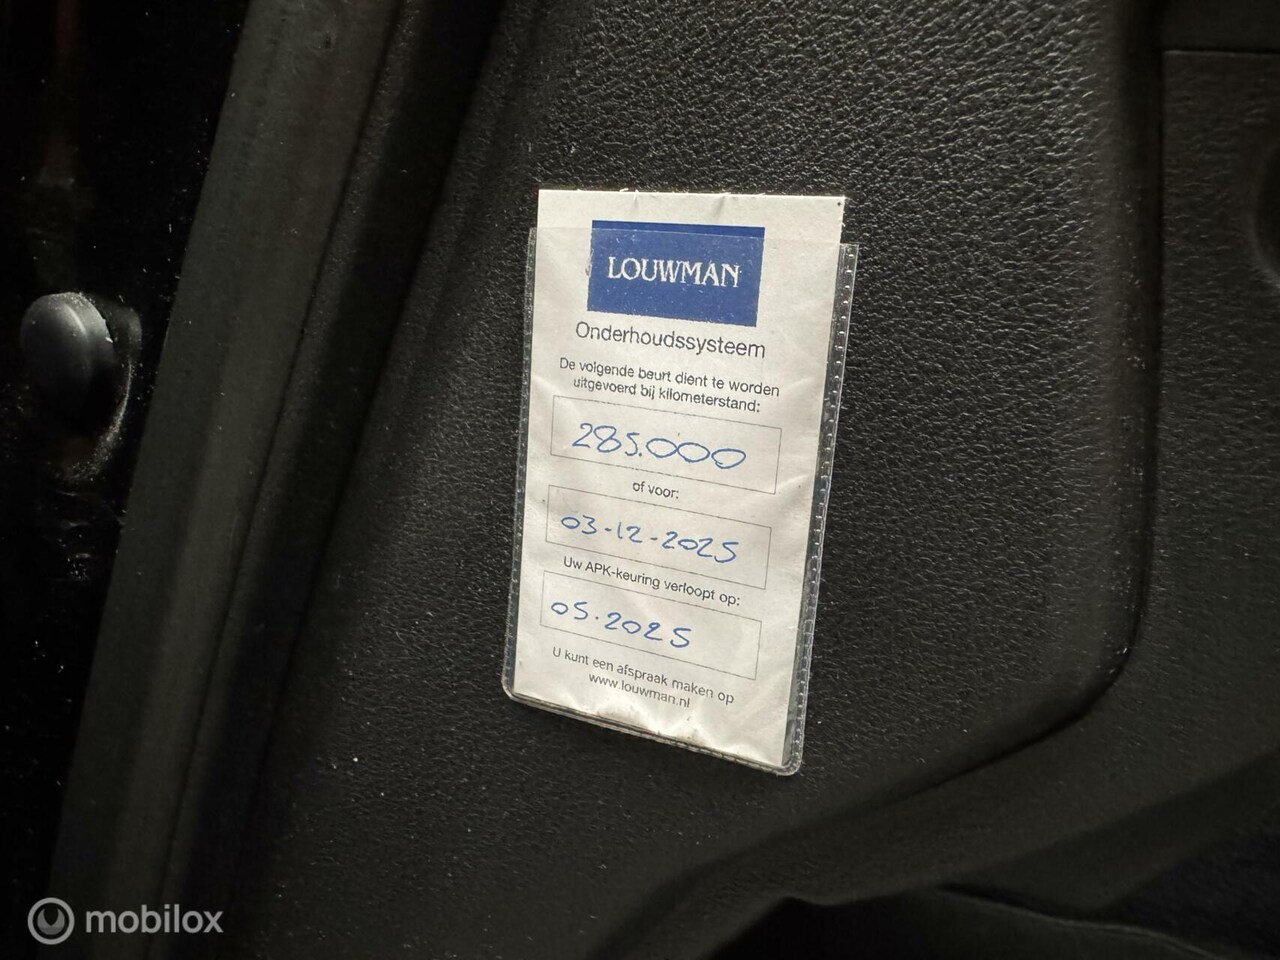 LOUWMAN
Onderhoudssysteem
De volgende beurt dient te worden
uitgevoerd bij kilometerstand:
285.000
of voor:
03-12-2025
Uw APK-keuring verloopt op:
05.2025
U kunt een afspraak maken op
www.louwman.nl
mobilox